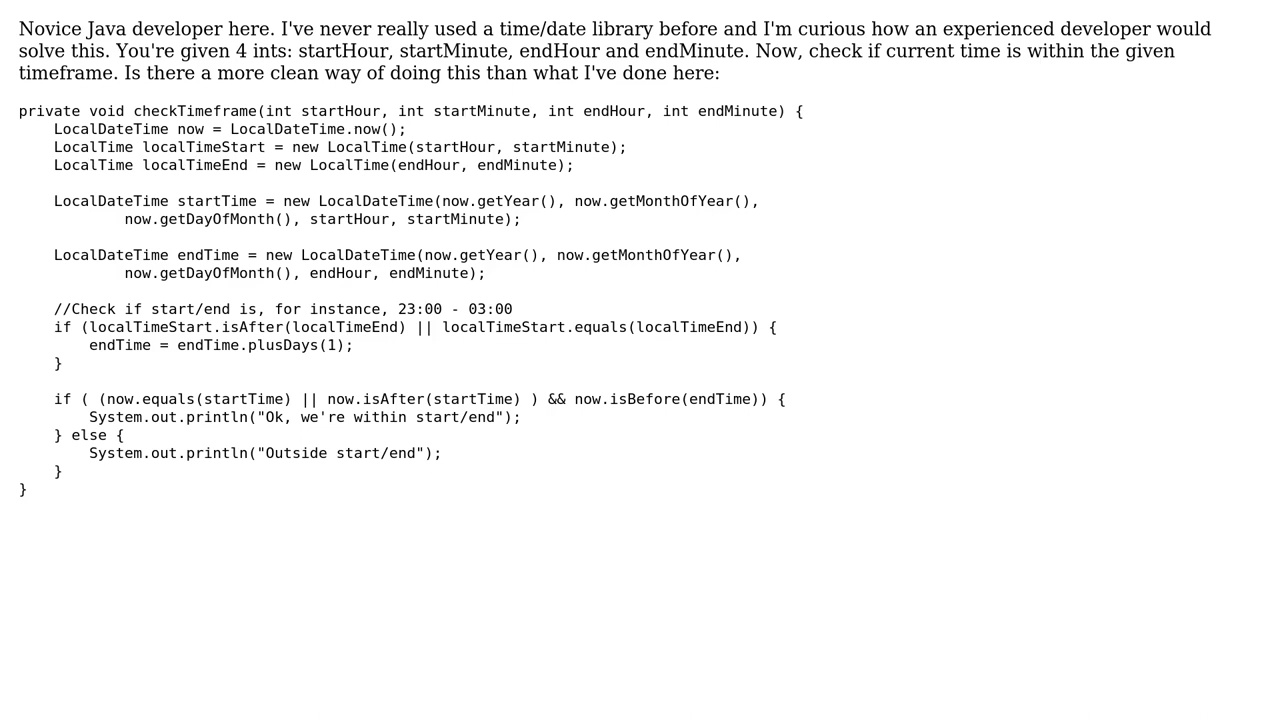 Novice Java developer here. I've never really used a time/date library before and I'm curious how an experienced developer would
solve this. You're given 4 ints: startHour, startMinute, endHour and endMinute. Now, check if current time is within the given
timeframe. Is there a more clean way of doing this than what I've done here:
private void checkTimeframe(int startHour, int startMinute, int endHour, int endMinute) {
    LocalDateTime now = LocalDateTime.now();
    LocalTime localTimeStart = new LocalTime(startHour, startMinute);
    LocalTime localTimeEnd = new LocalTime(endHour, endMinute);

    LocalDateTime startTime = new LocalDateTime(now.getYear(), now.getMonthOfYear(),
            now.getDayOfMonth(), startHour, startMinute);

    LocalDateTime endTime = new LocalDateTime(now.getYear(), now.getMonthOfYear(),
            now.getDayOfMonth(), endHour, endMinute);

    //Check if start/end is, for instance, 23:00 - 03:00
    if (localTimeStart.isAfter(localTimeEnd) || localTimeStart.equals(localTimeEnd)) {
        endTime = endTime.plusDays(1);
    }

    if ( (now.equals(startTime) || now.isAfter(startTime) ) && now.isBefore(endTime)) {
        System.out.println("Ok, we're within start/end");
    } else {
        System.out.println("Outside start/end");
    }
}